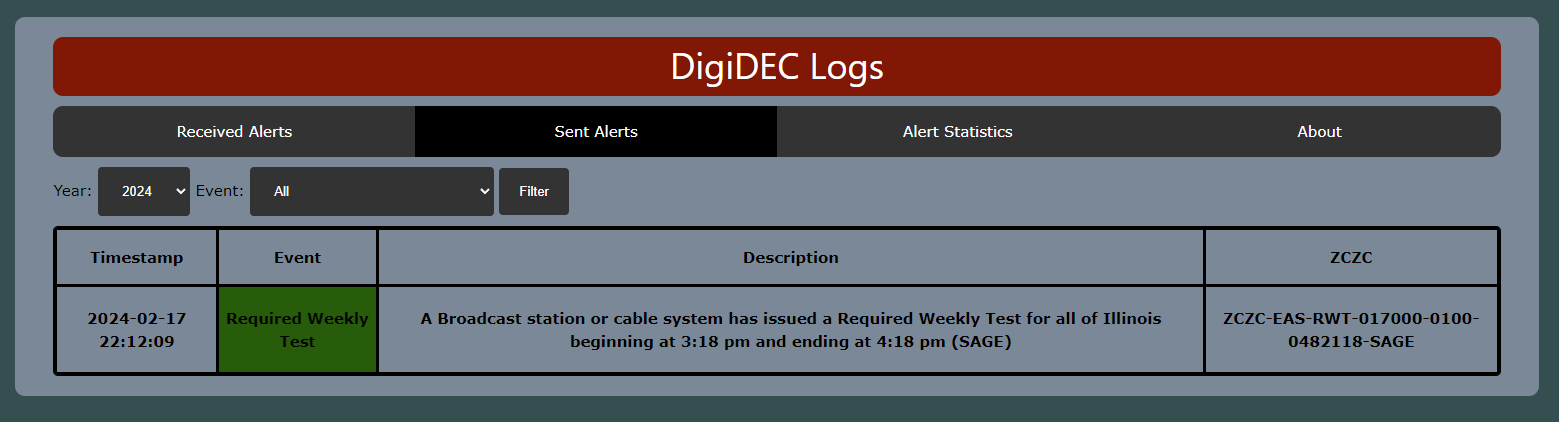 DigiDEC Logs
Received Alerts Sent Alerts Alert Statistics About
Year: 2024 Event: All Filter
Timestamp Event Description ZCZC
2024-02-17 Required Weekly A Broadcast station or cable system has issued a Required Weekly Test for all of Illinois ZCZC-EAS-RWT-017000-0100-
22:12:09 Test beginning at 3:18 pm and ending at 4:18 pm (SAGE) 0482118-SAGE